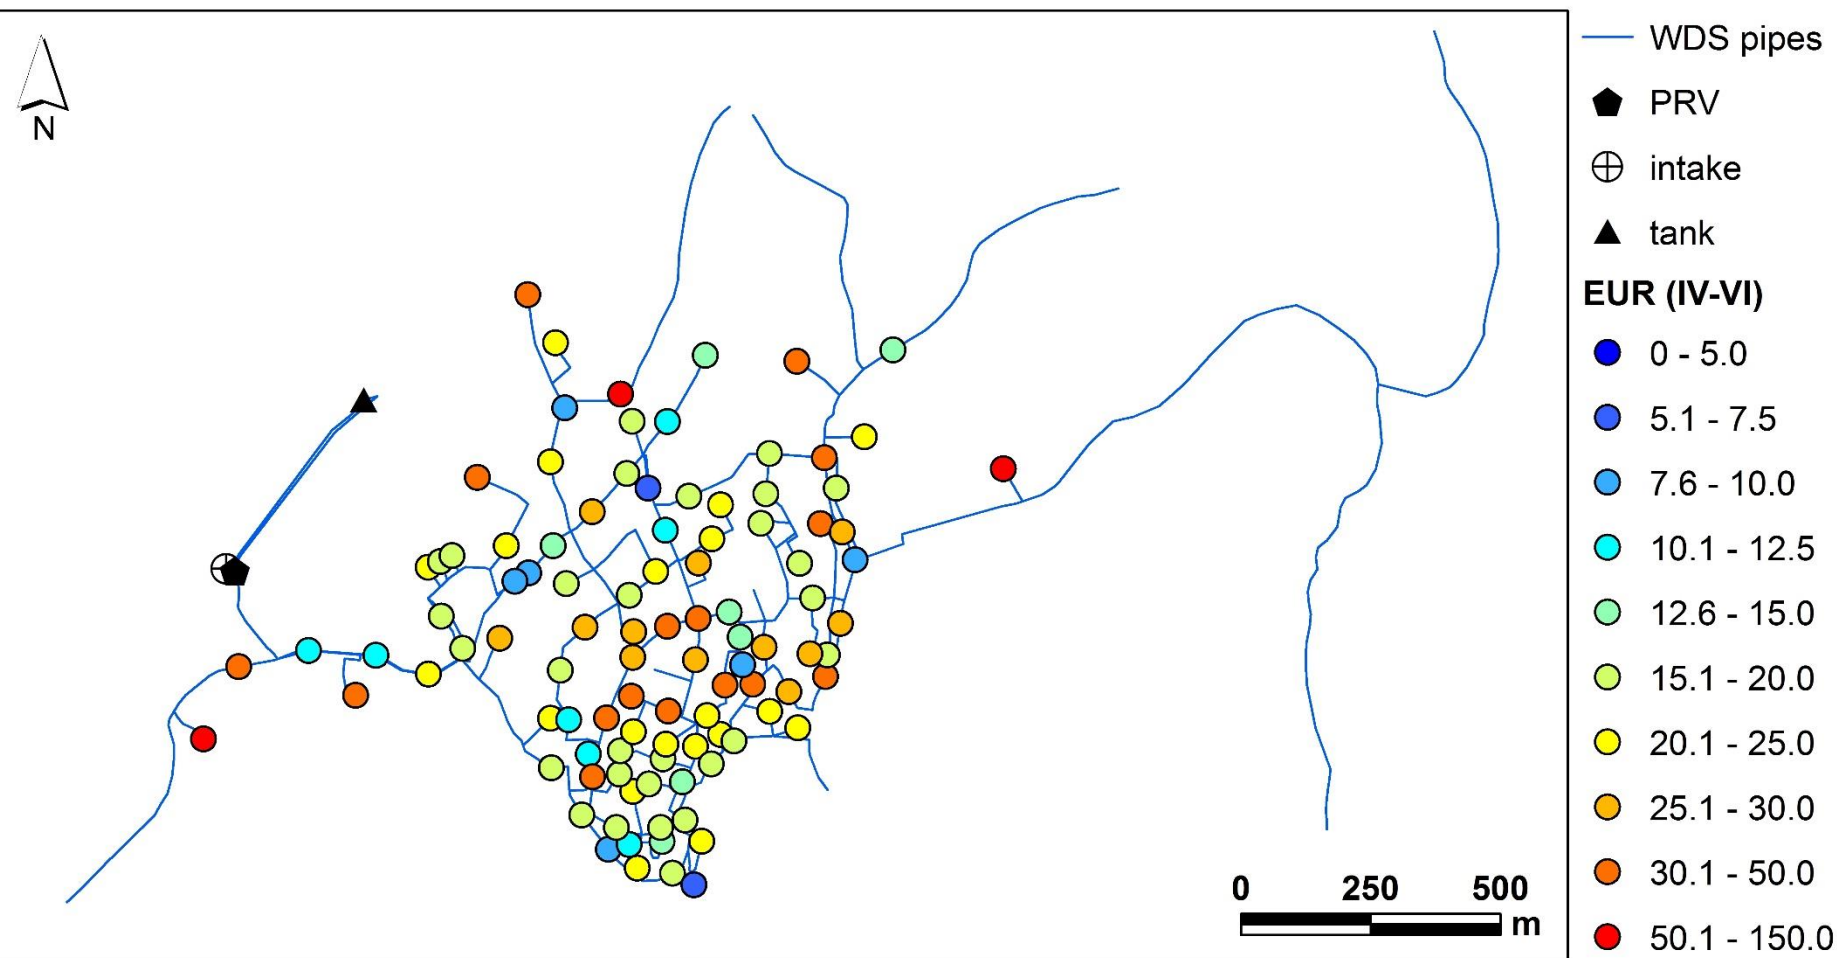 N
WDS pipes
PRV
intake
tank
EUR (IV-VI)
0 - 5.0
5.1 - 7.5
7.6 - 10.0
10.1 - 12.5
12.6 - 15.0
15.1 - 20.0
20.1 - 25.0
25.1 - 30.0
30.1 - 50.0
50.1 - 150.0
0 250 500
m